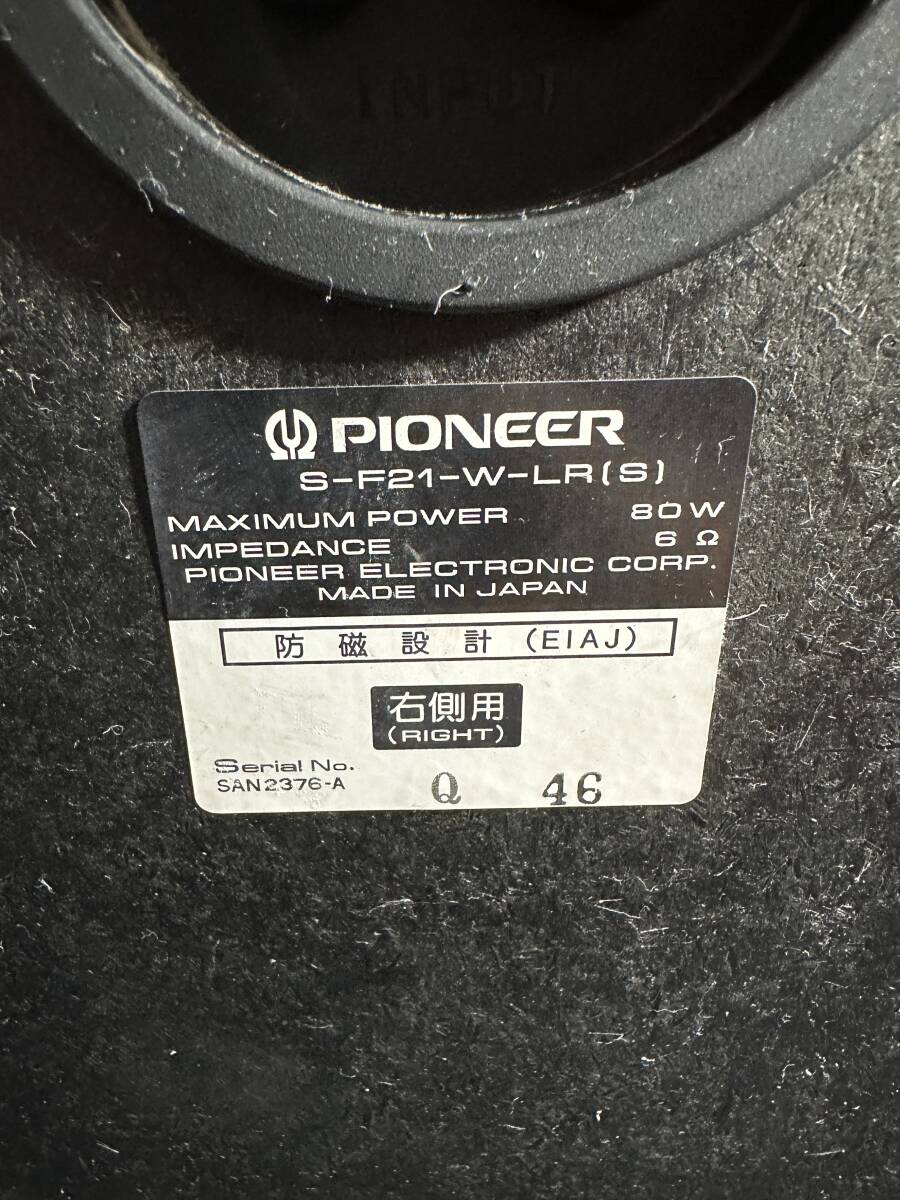 INPUT
PIONEER
S-F21-W-LR(S)
MAXIMUM POWER 80W
IMPEDANCE 6 Ω
PIONEER ELECTRONIC CORP.
MADE IN JAPAN
防磁設計 (EIAJ)
右側用
(RIGHT)
Serial No.
SAN2376-A Q 46